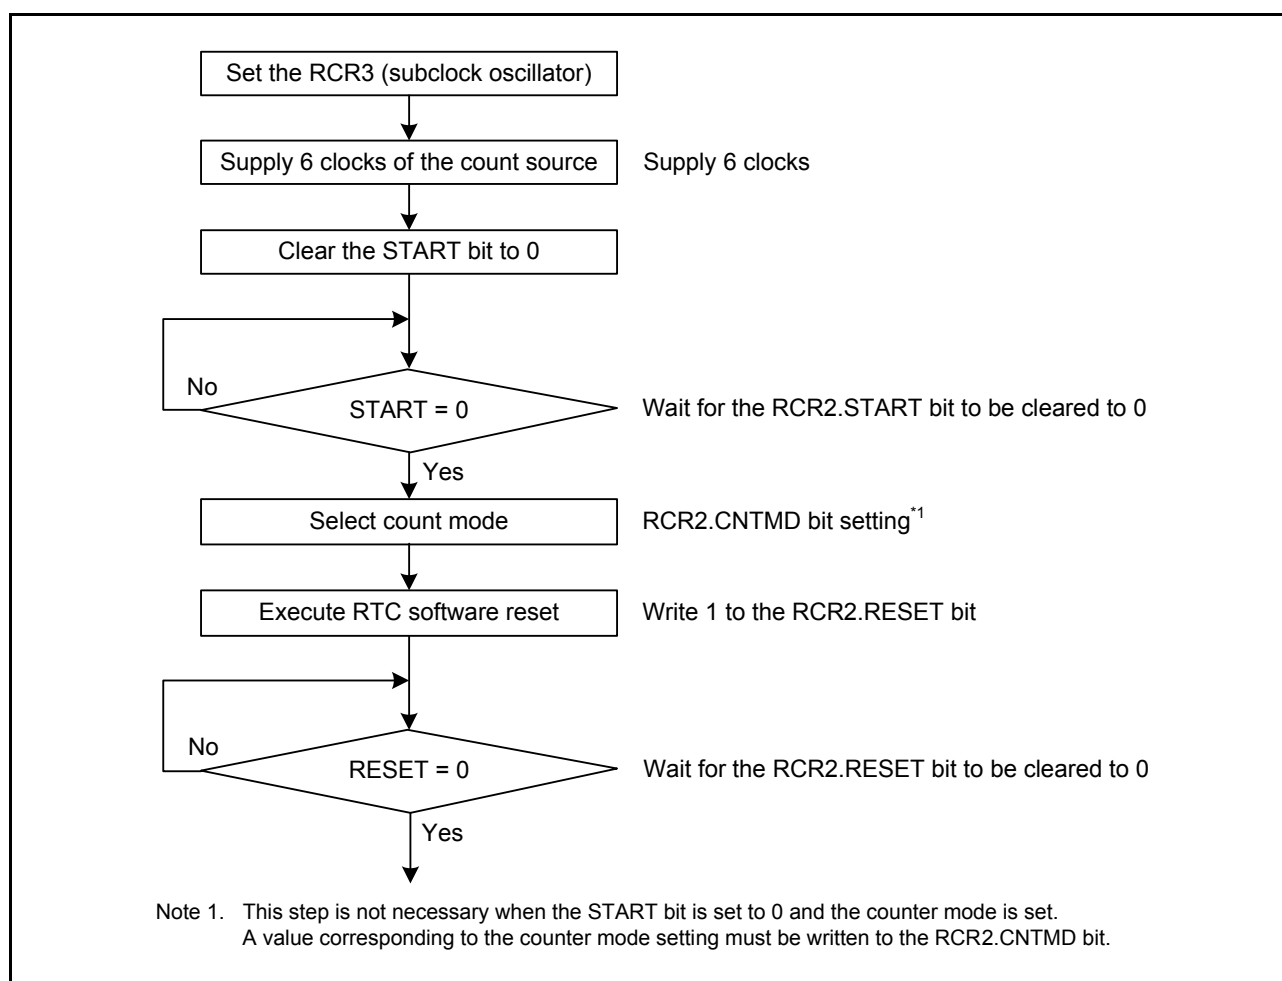 Set the RCR3 (subclock oscillator)
Supply 6 clocks of the count source
Supply 6 clocks
Clear the START bit to 0
No
START = 0
Wait for the RCR2.START bit to be cleared to 0
Yes
Select count mode
RCR2.CNTMD bit setting*1
Execute RTC software reset
Write 1 to the RCR2.RESET bit
No
RESET = 0
Wait for the RCR2.RESET bit to be cleared to 0
Yes
Note 1. This step is not necessary when the START bit is set to 0 and the counter mode is set.
A value corresponding to the counter mode setting must be written to the RCR2.CNTMD bit.